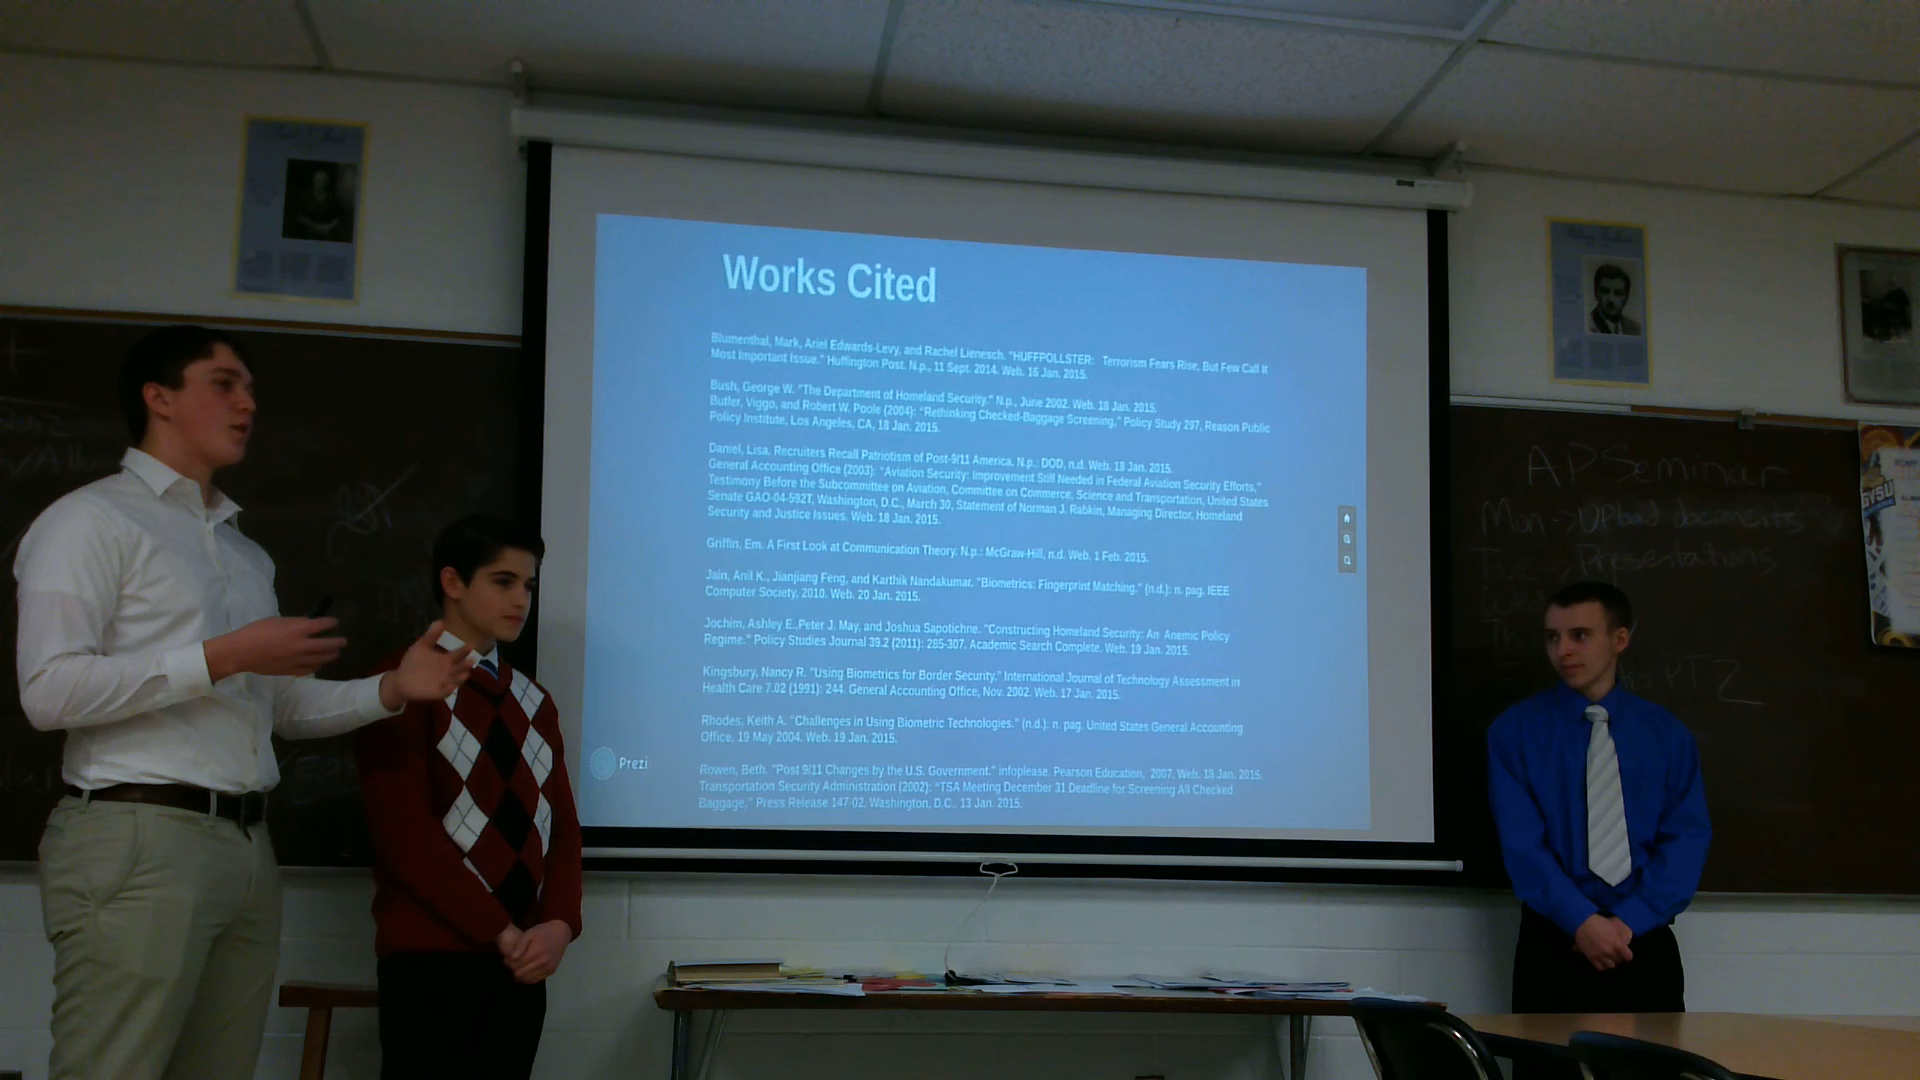 Works Cited
Blumenthal, Mark, Ariel Edwards-Levy, and Rachel Lienesch. "HUFFPOLLSTER: Terrorism Fears Rise, But Few Call It
Most Important Issue." Huffington Post. N.p., 11 Sept. 2014. Web. 16 Jan. 2015.
Bush, George W. "The Department of Homeland Security." N.p., June 2002. Web. 18 Jan. 2015.
Butler, Viggo, and Robert W. Poole (2004): "Rethinking Checked-Baggage Screening," Policy Study 297, Reason Public
Policy Institute, Los Angeles, CA, 18 Jan. 2015.
Daniel, Lisa. Recruiters Recall Patriotism of Post-9/11 America. N.p.: DOD, n.d. Web. 18 Jan. 2015.
General Accounting Office (2003): "Aviation Security: Improvement Still Needed in Federal Aviation Security Efforts,"
Testimony Before the Subcommittee on Aviation, Committee on Commerce, Science and Transportation, United States
Senate GAO-04-592T, Washington, D.C., March 30, Statement of Norman J. Rabkin, Managing Director, Homeland
Security and Justice Issues. Web. 18 Jan. 2015.
Griffin, Em. A First Look at Communication Theory. N.p.: McGraw-Hill, n.d. Web. 1 Feb. 2015.
Jain, Anil K., Jianjiang Feng, and Karthik Nandakumar. "Biometrics: Fingerprint Matching." (n.d.): n. pag. IEEE
Computer Society, 2010. Web. 20 Jan. 2015.
Jochim, Ashley E.,Peter J. May, and Joshua Sapotichne. "Constructing Homeland Security: An Anemic Policy
Regime." Policy Studies Journal 39.2 (2011): 285-307. Academic Search Complete. Web. 19 Jan. 2015.
Kingsbury, Nancy R. "Using Biometrics for Border Security." International Journal of Technology Assessment in
Health Care 7.02 (1991): 244. General Accounting Office, Nov. 2002. Web. 17 Jan. 2015.
Rhodes, Keith A. "Challenges in Using Biometric Technologies." (n.d.): n. pag. United States General Accounting
Office, 19 May 2004. Web. 19 Jan. 2015.
Rowen, Beth. "Post 9/11 Changes by the U.S. Government." infoplease. Pearson Education, 2007. Web. 18 Jan. 2015.
Transportation Security Administration (2002): "TSA Meeting December 31 Deadline for Screening All Checked
Baggage," Press Release 147-02, Washington, D.C., 13 Jan. 2015.
Prezi
AP Seminar
Mon -> Upload documents
Tue -> Presentations
PT2
GVSU